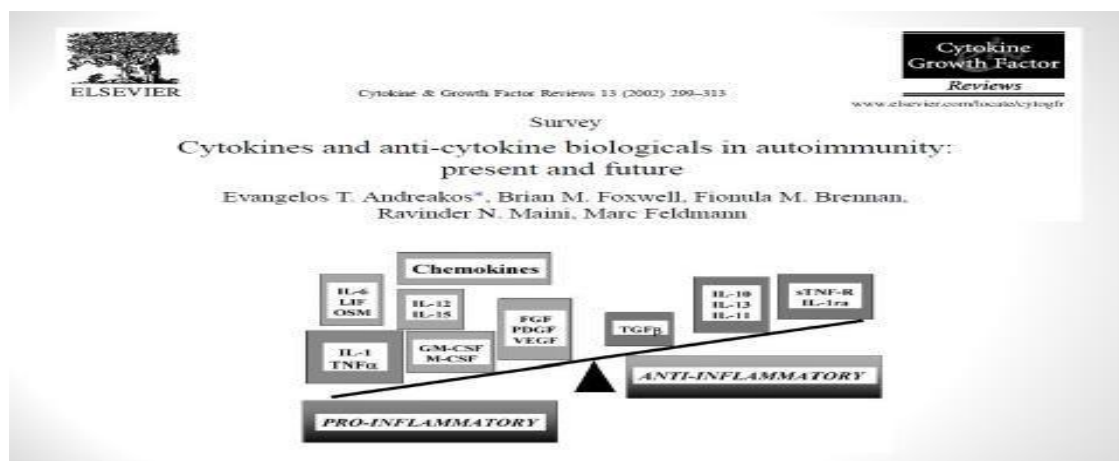 ELSEVIER
Cytokine
Growth Factor
Reviews
www.elsevier.com/locate/cytogfr
Cytokine & Growth Factor Reviews 13 (2002) 299–313
Survey
Cytokines and anti-cytokine biologicals in autoimmunity:
present and future
Evangelos T. Andreakos*, Brian M. Foxwell, Fionula M. Brennan,
Ravinder N. Maini, Marc Feldmann
Chemokines
IL-6
LIF
OSM
IL-12
IL-15
FGF
PDGF
VEGF
IL-1
TNFα
GM-CSF
M-CSF
TGFβ
IL-10
IL-13
IL-11
sTNF-R
IL-1ra
ANTI-INFLAMMATORY
PRO-INFLAMMATORY